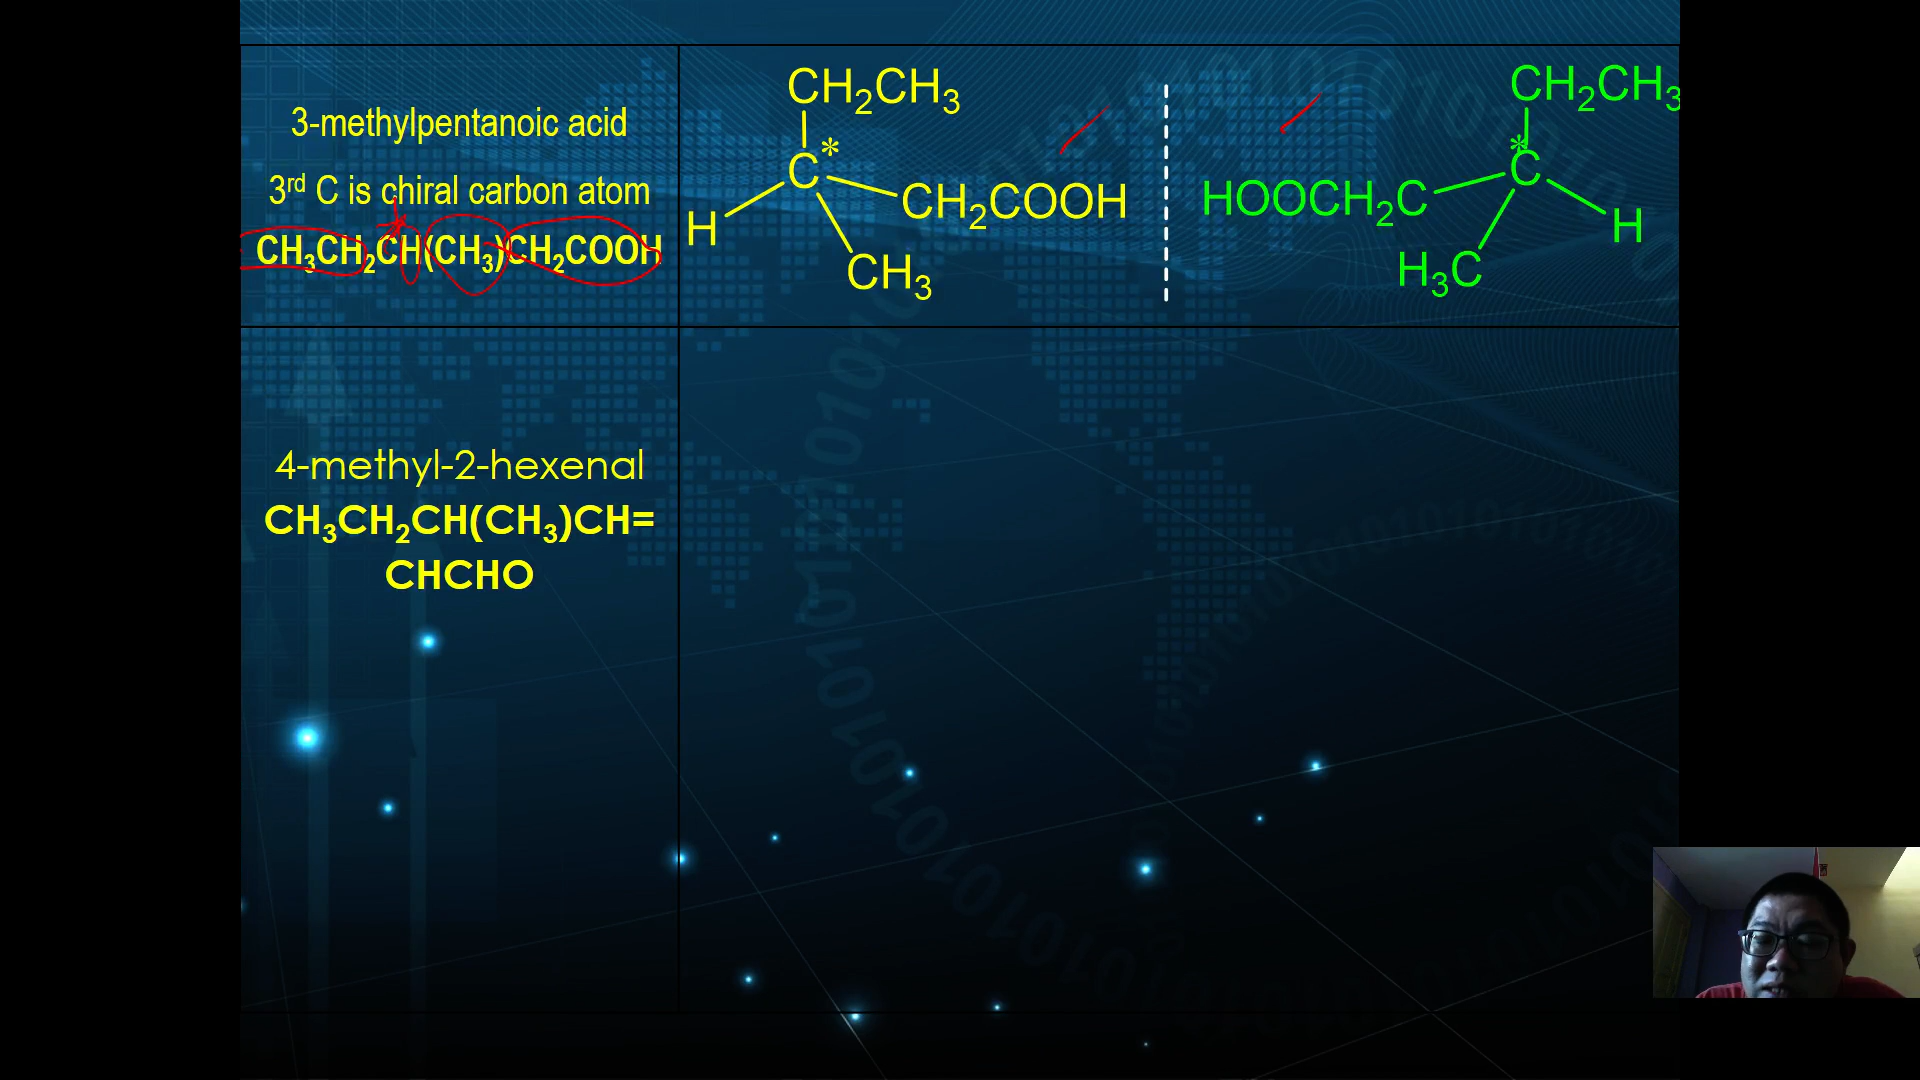 3-methylpentanoic acid
3rd C is chiral carbon atom
CH3CH2CH(CH3)CH2COOH
CH2CH3
C*
H
CH2COOH
CH3
CH2CH3
*
C
HOOCH2C
H
H3C
4-methyl-2-hexenal
CH3CH2CH(CH3)CH=
CHCHO